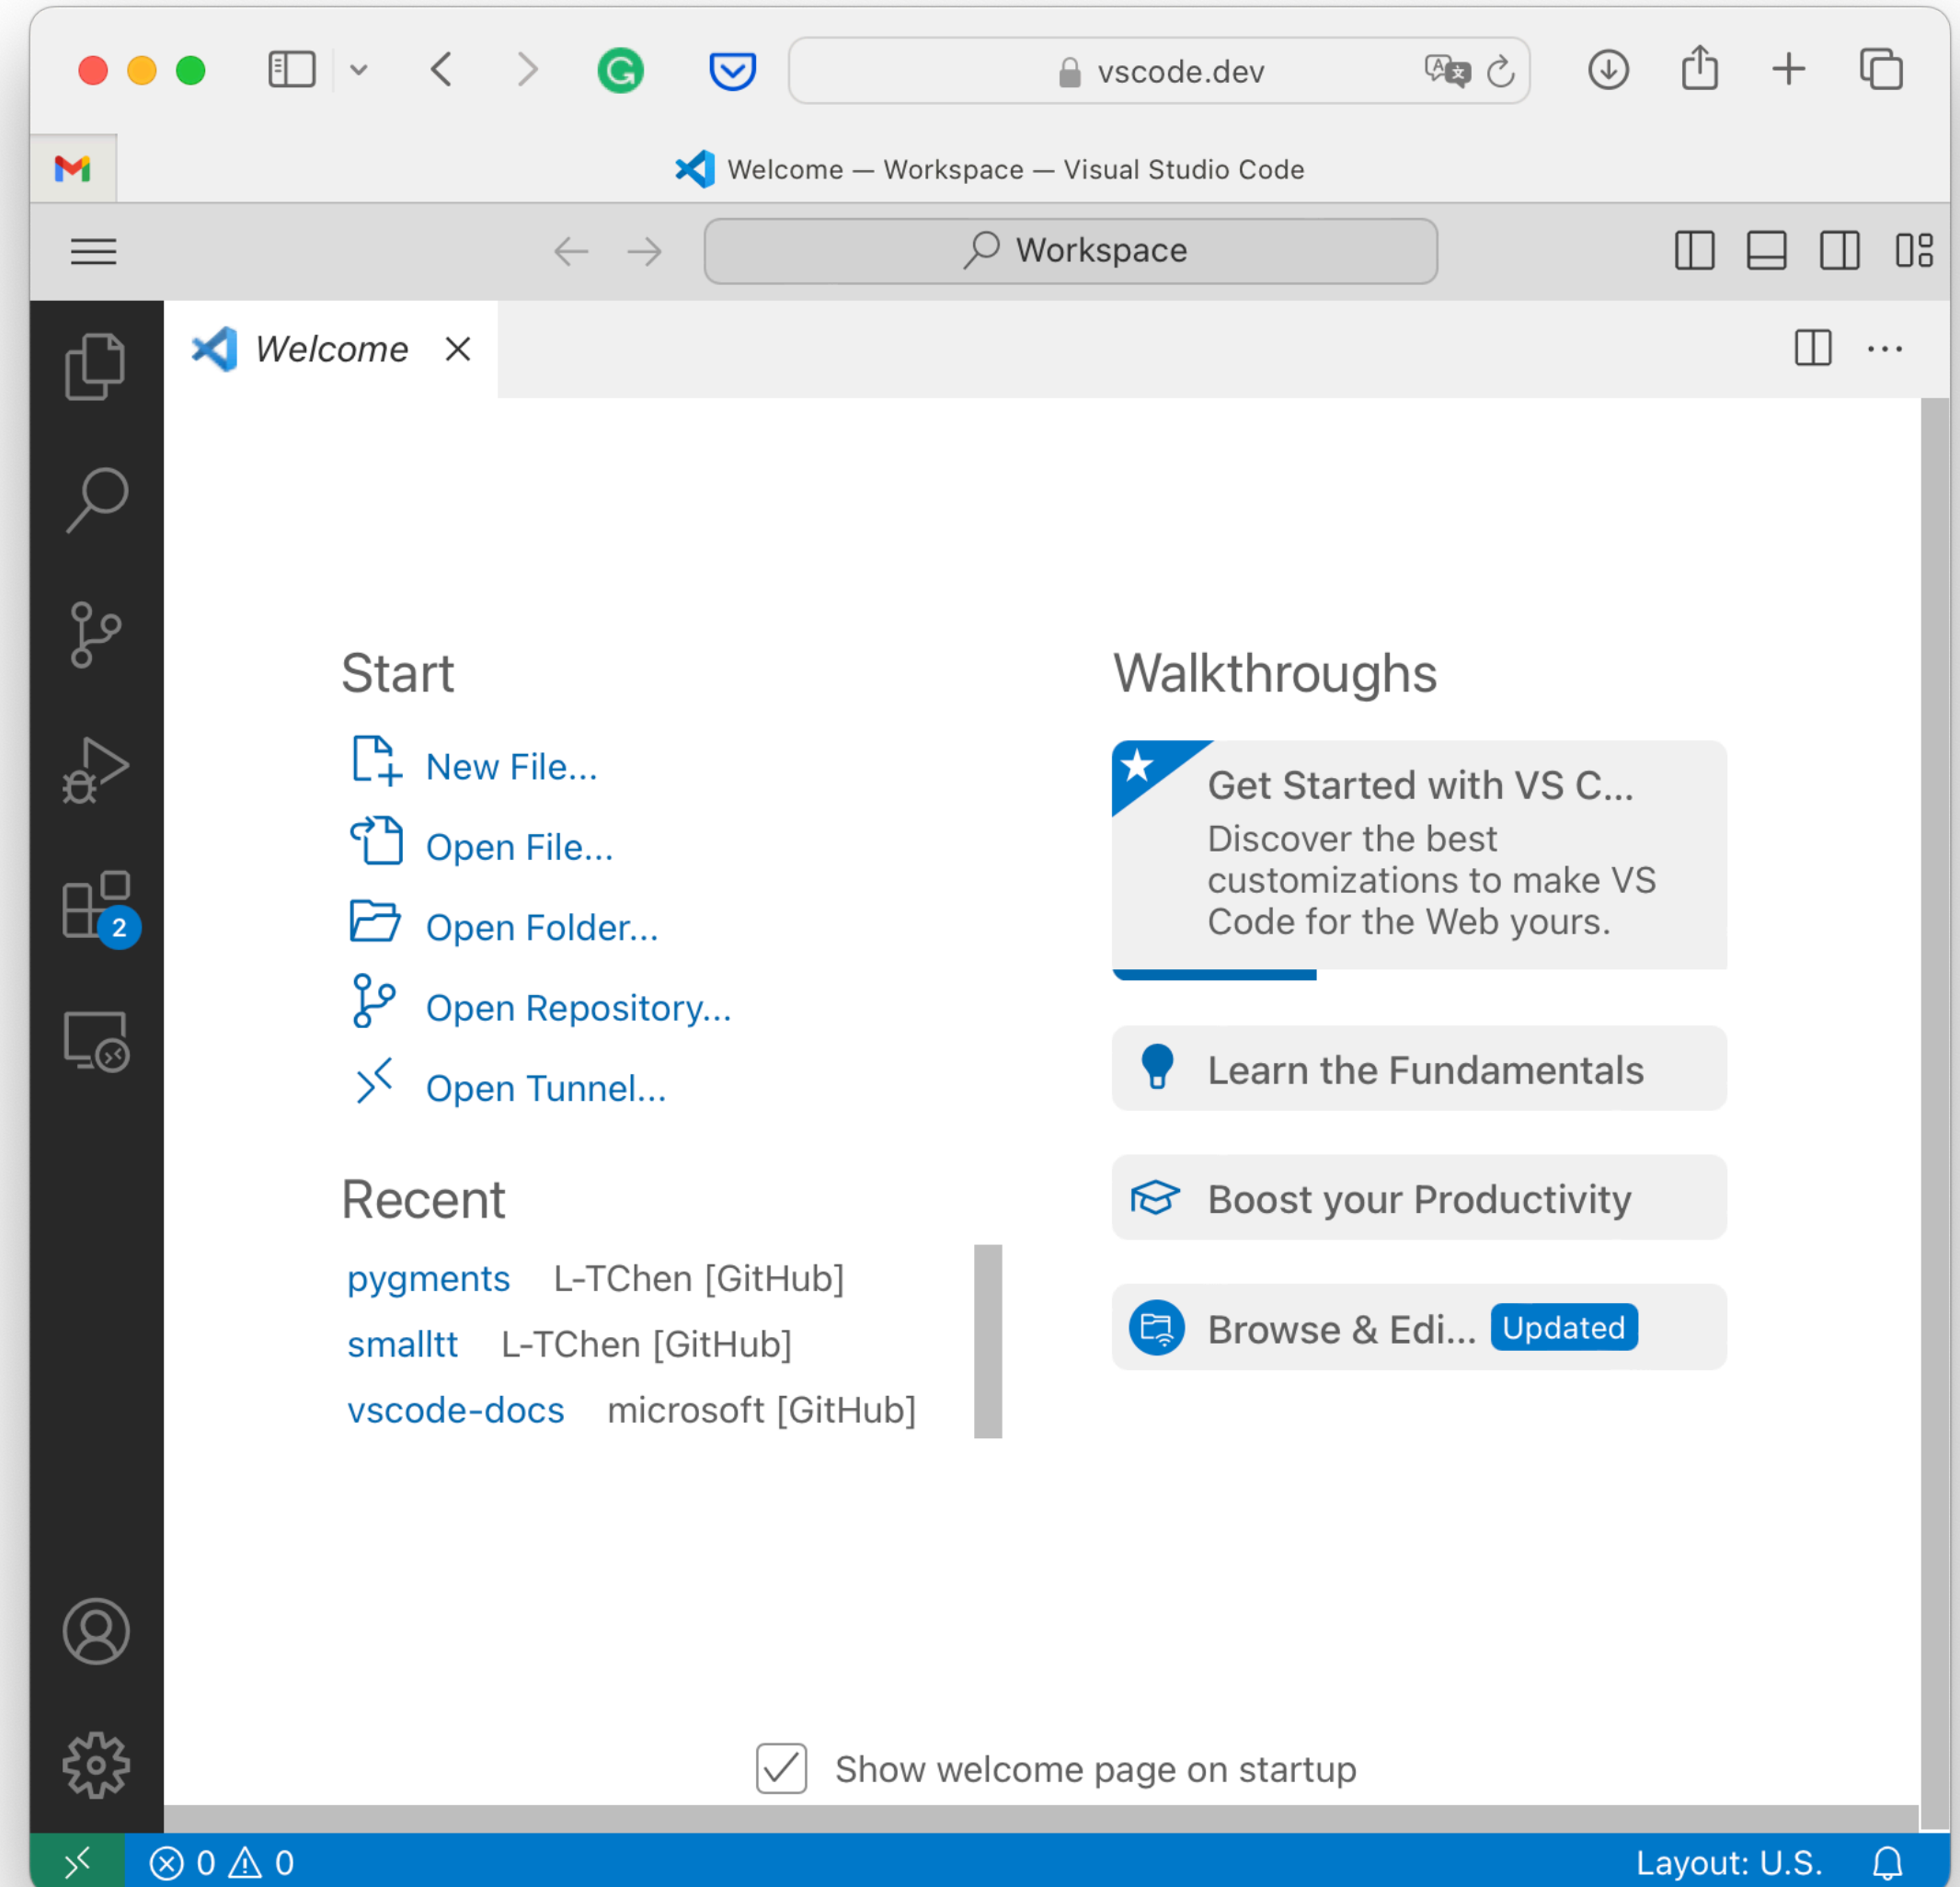 vscode.dev
Welcome — Workspace — Visual Studio Code
Workspace
Welcome
Start
New File...
Open File...
Open Folder...
Open Repository...
Open Tunnel...
Recent
pygments L-TChen [GitHub]
smalltt L-TChen [GitHub]
vscode-docs microsoft [GitHub]
Walkthroughs
Get Started with VS C...
Discover the best
customizations to make VS
Code for the Web yours.
Learn the Fundamentals
Boost your Productivity
Browse & Edi... Updated
2
Show welcome page on startup
0 0
Layout: U.S.